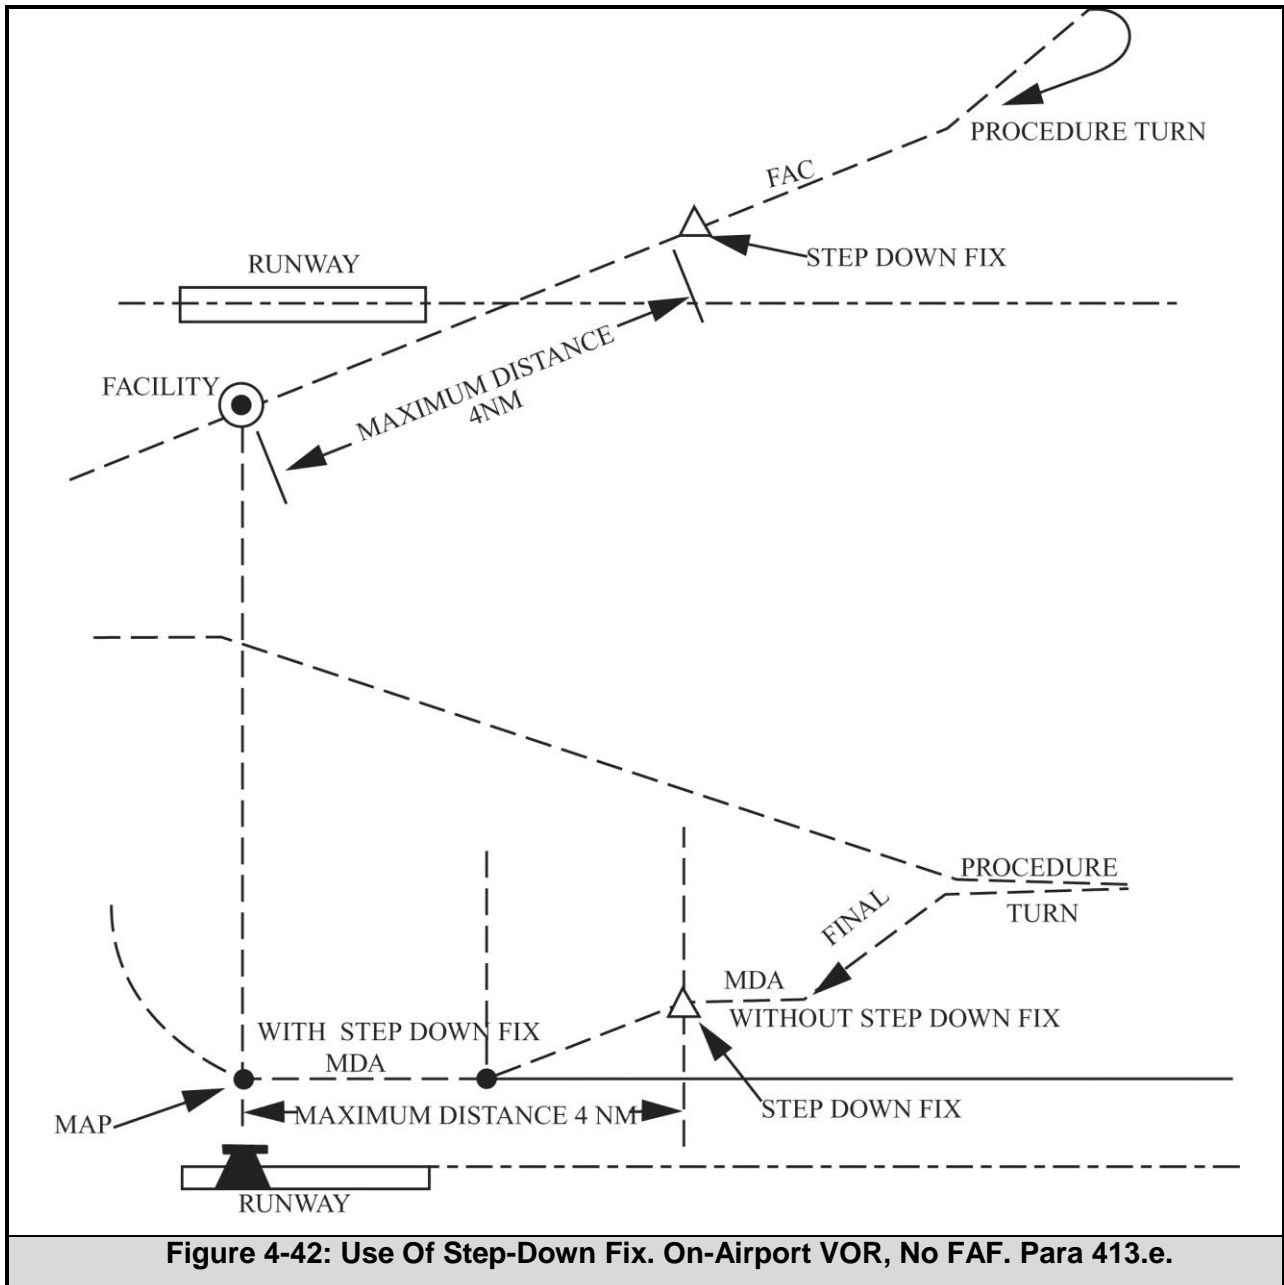 PROCEDURE TURN
FAC
STEP DOWN FIX
RUNWAY
MAXIMUM DISTANCE
4NM
FACILITY
PROCEDURE
TURN
FINAL
MDA
WITHOUT STEP DOWN FIX
WITH STEP DOWN FIX
MDA
STEP DOWN FIX
MAXIMUM DISTANCE 4 NM
MAP
RUNWAY
Figure 4-42: Use Of Step-Down Fix. On-Airport VOR, No FAF. Para 413.e.